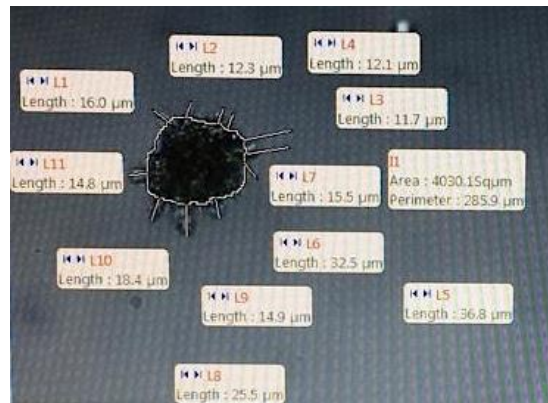 L2
Length : 12.3 µm
L4
Length : 12.1 µm
L1
Length : 16.0 µm
L3
Length : 11.7 µm
L11
Length : 14.8 µm
L7
Length : 15.5 µm
I1
Area : 4030.15qµm
Perimeter : 285.9 µm
L6
Length : 32.5 µm
L10
Length : 18.4 µm
L9
Length : 14.9 µm
L5
Length : 36.8 µm
L8
Length : 25.5 µm